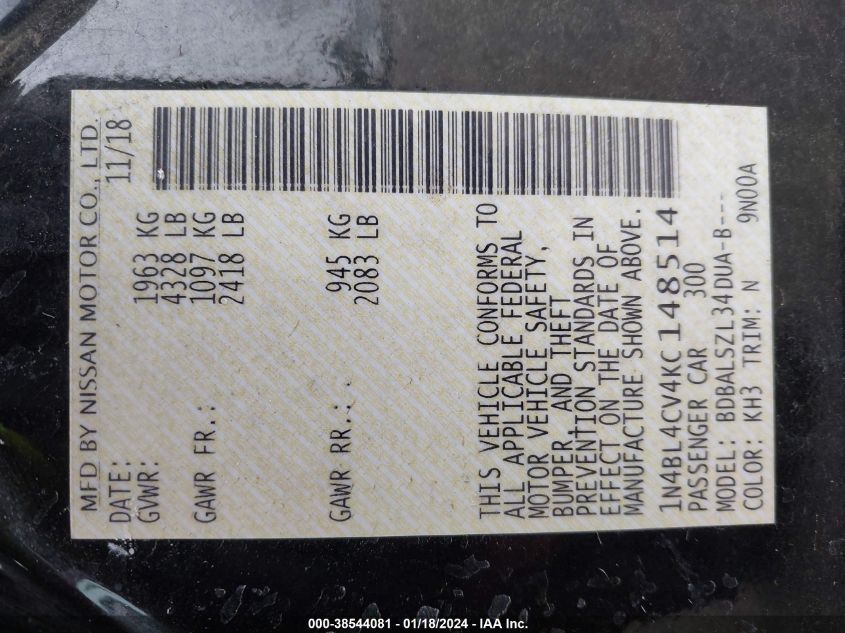 MFD BY NISSAN MOTOR CO., LTD.
DATE: 11/18
GVWR: 1963 KG
4328 LB
GAWR FR.: 1097 KG
2418 LB
GAWR RR.: 945 KG
2083 LB
THIS VEHICLE CONFORMS TO
ALL APPLICABLE FEDERAL
MOTOR VEHICLE SAFETY,
BUMPER, AND THEFT
PREVENTION STANDARDS IN
EFFECT ON THE DATE OF
MANUFACTURE SHOWN ABOVE.
1N4BL4CV4KC148514
PASSENGER CAR 300
MODEL: BDBALSZL34DUA-B---
COLOR: KH3 TRIM: N 9N00A
000-38544081 - 01/18/2024 - IAA Inc.